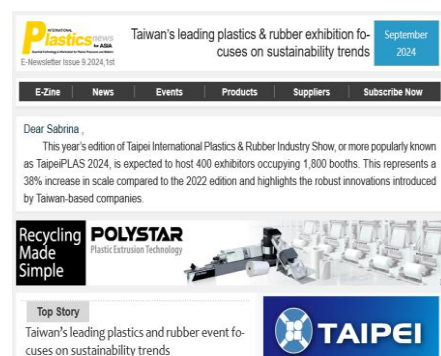 INTERNATIONAL
Plastics news
for ASIA
E-Newsletter Issue 9.2024,1st
Taiwan's leading plastics & rubber exhibition fo-
cuses on sustainability trends
September
2024
E-Zine News Events Products Suppliers Subscribe Now
Dear Sabrina ,
This year's edition of Taipei International Plastics & Rubber Industry Show, or more popularly known
as TaipeiPLAS 2024, is expected to host 400 exhibitors occupying 1,800 booths. This represents a
38% increase in scale compared to the 2022 edition and highlights the robust innovations introduced
by Taiwan-based companies.
Recycling
Made
Simple
POLYSTAR
Plastic Extrusion Technology
Top Story
Taiwan's leading plastics and rubber event fo-
cuses on sustainability trends
TAIPEI